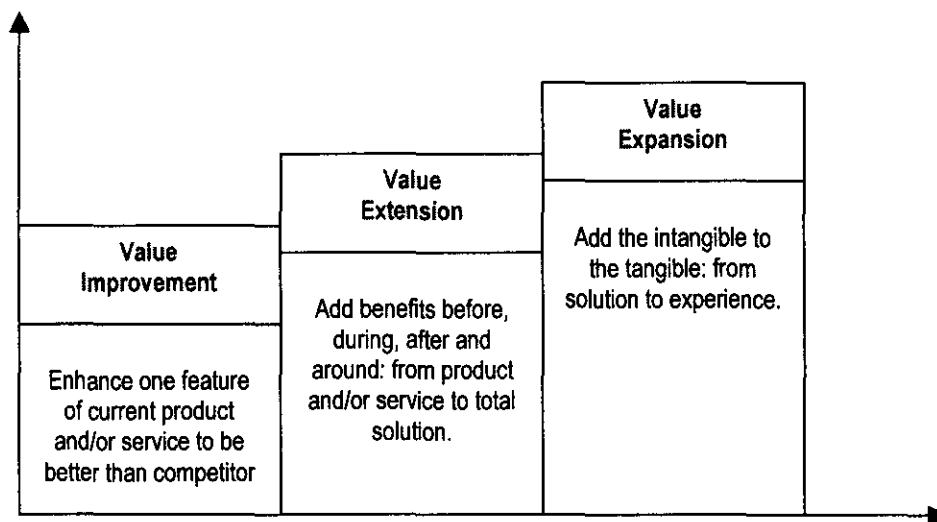 Value
Improvement
Enhance one feature
of current product
and/or service to be
better than competitor
Value
Extension
Add benefits before,
during, after and
around: from product
and/or service to total
solution.
Value
Expansion
Add the intangible to
the tangible: from
solution to experience.